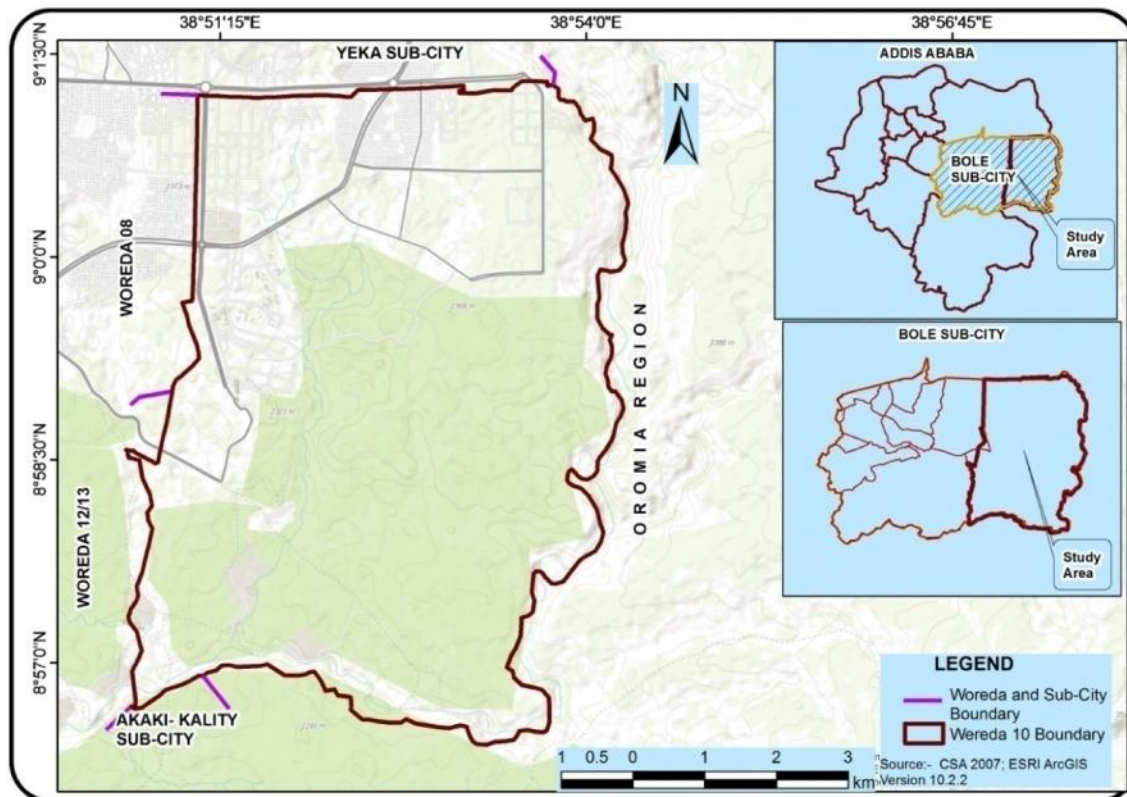 38°51'15"E
38°54'0"E
38°56'45"E
9°1'30"N
9°0'0"N
8°58'30"N
8°57'0"N
YEKA SUB-CITY
N
WOREDA 08
WOREDA 12/13
OROMIA REGION
AKAKI- KALITY
SUB-CITY
2388 m
ADDIS ABABA
BOLE
SUB-CITY
Study
Area
BOLE SUB-CITY
Study
Area
LEGEND
Woreda and Sub-City
Boundary
Wereda 10 Boundary
Source:- CSA 2007; ESRI ArcGIS
Version 10.2.2
1 0.5 0 1 2 3
km